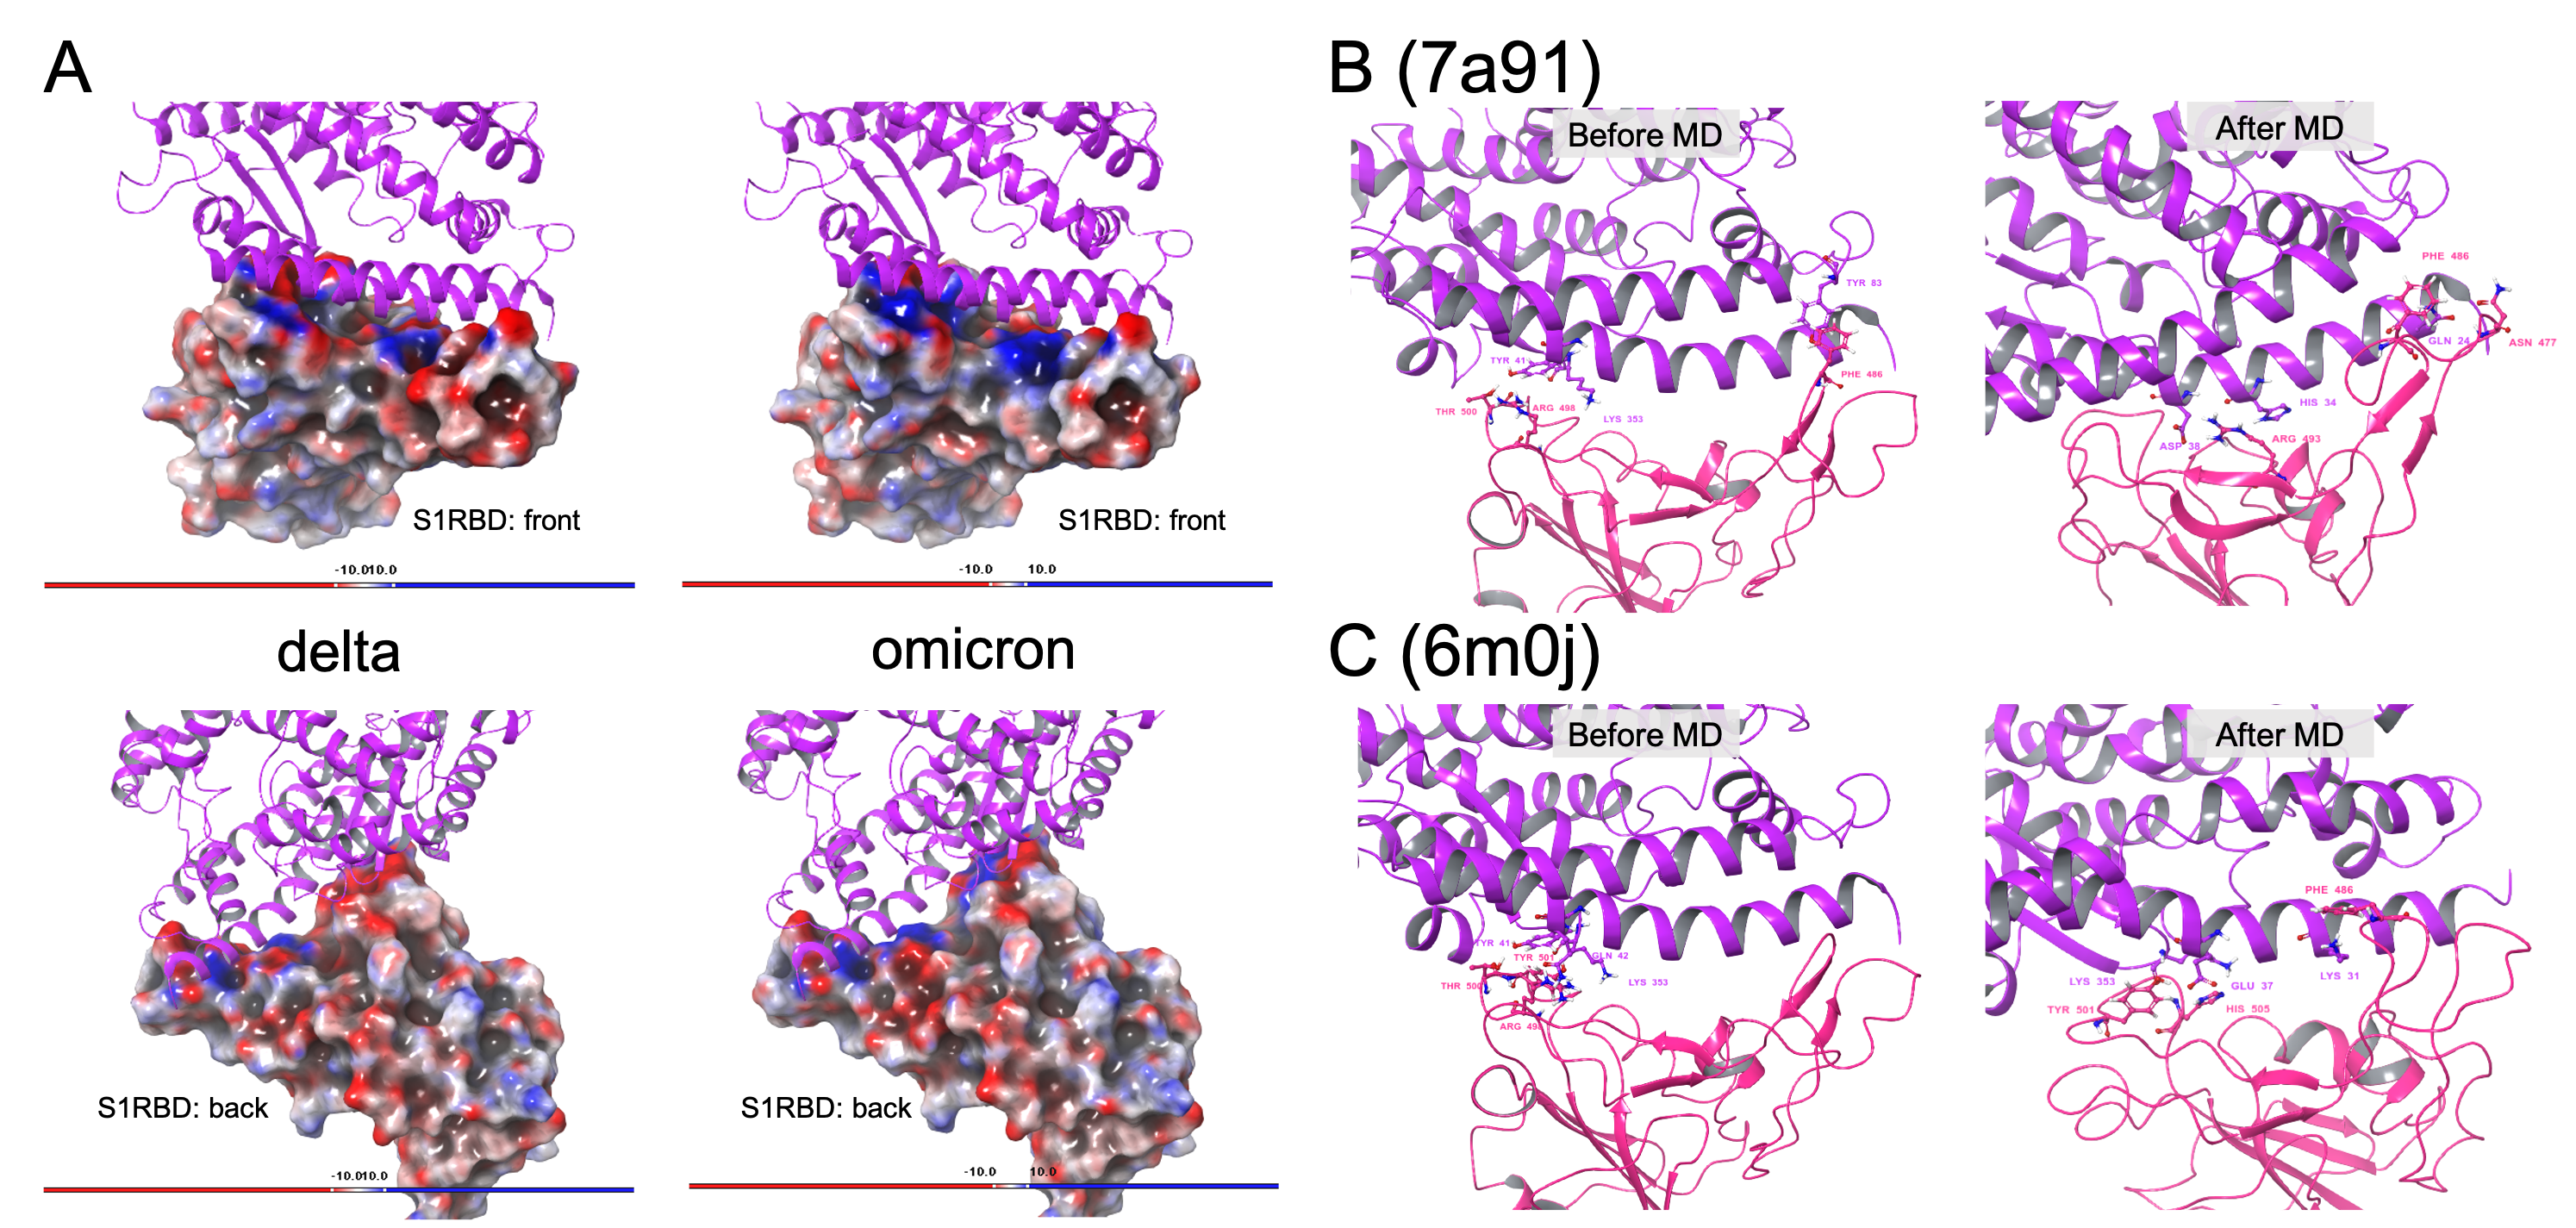 A
S1RBD: front
-10.010.0
S1RBD: front
-10.0 10.0
delta
omicron
S1RBD: back
-10.010.0
S1RBD: back
-10.0 10.0
B (7a91)
Before MD
TYR 83
TYR 41
PHE 486
THR 500
ARG 498
LYS 353
After MD
PHE 486
GLN 24
ASN 477
HIS 34
ASP 38
ARG 493
C (6m0j)
Before MD
TYR 41
TYR 501
GLN 42
THR 500
LYS 353
ARG 498
After MD
PHE 486
LYS 31
LYS 353
GLU 37
TYR 501
HIS 505